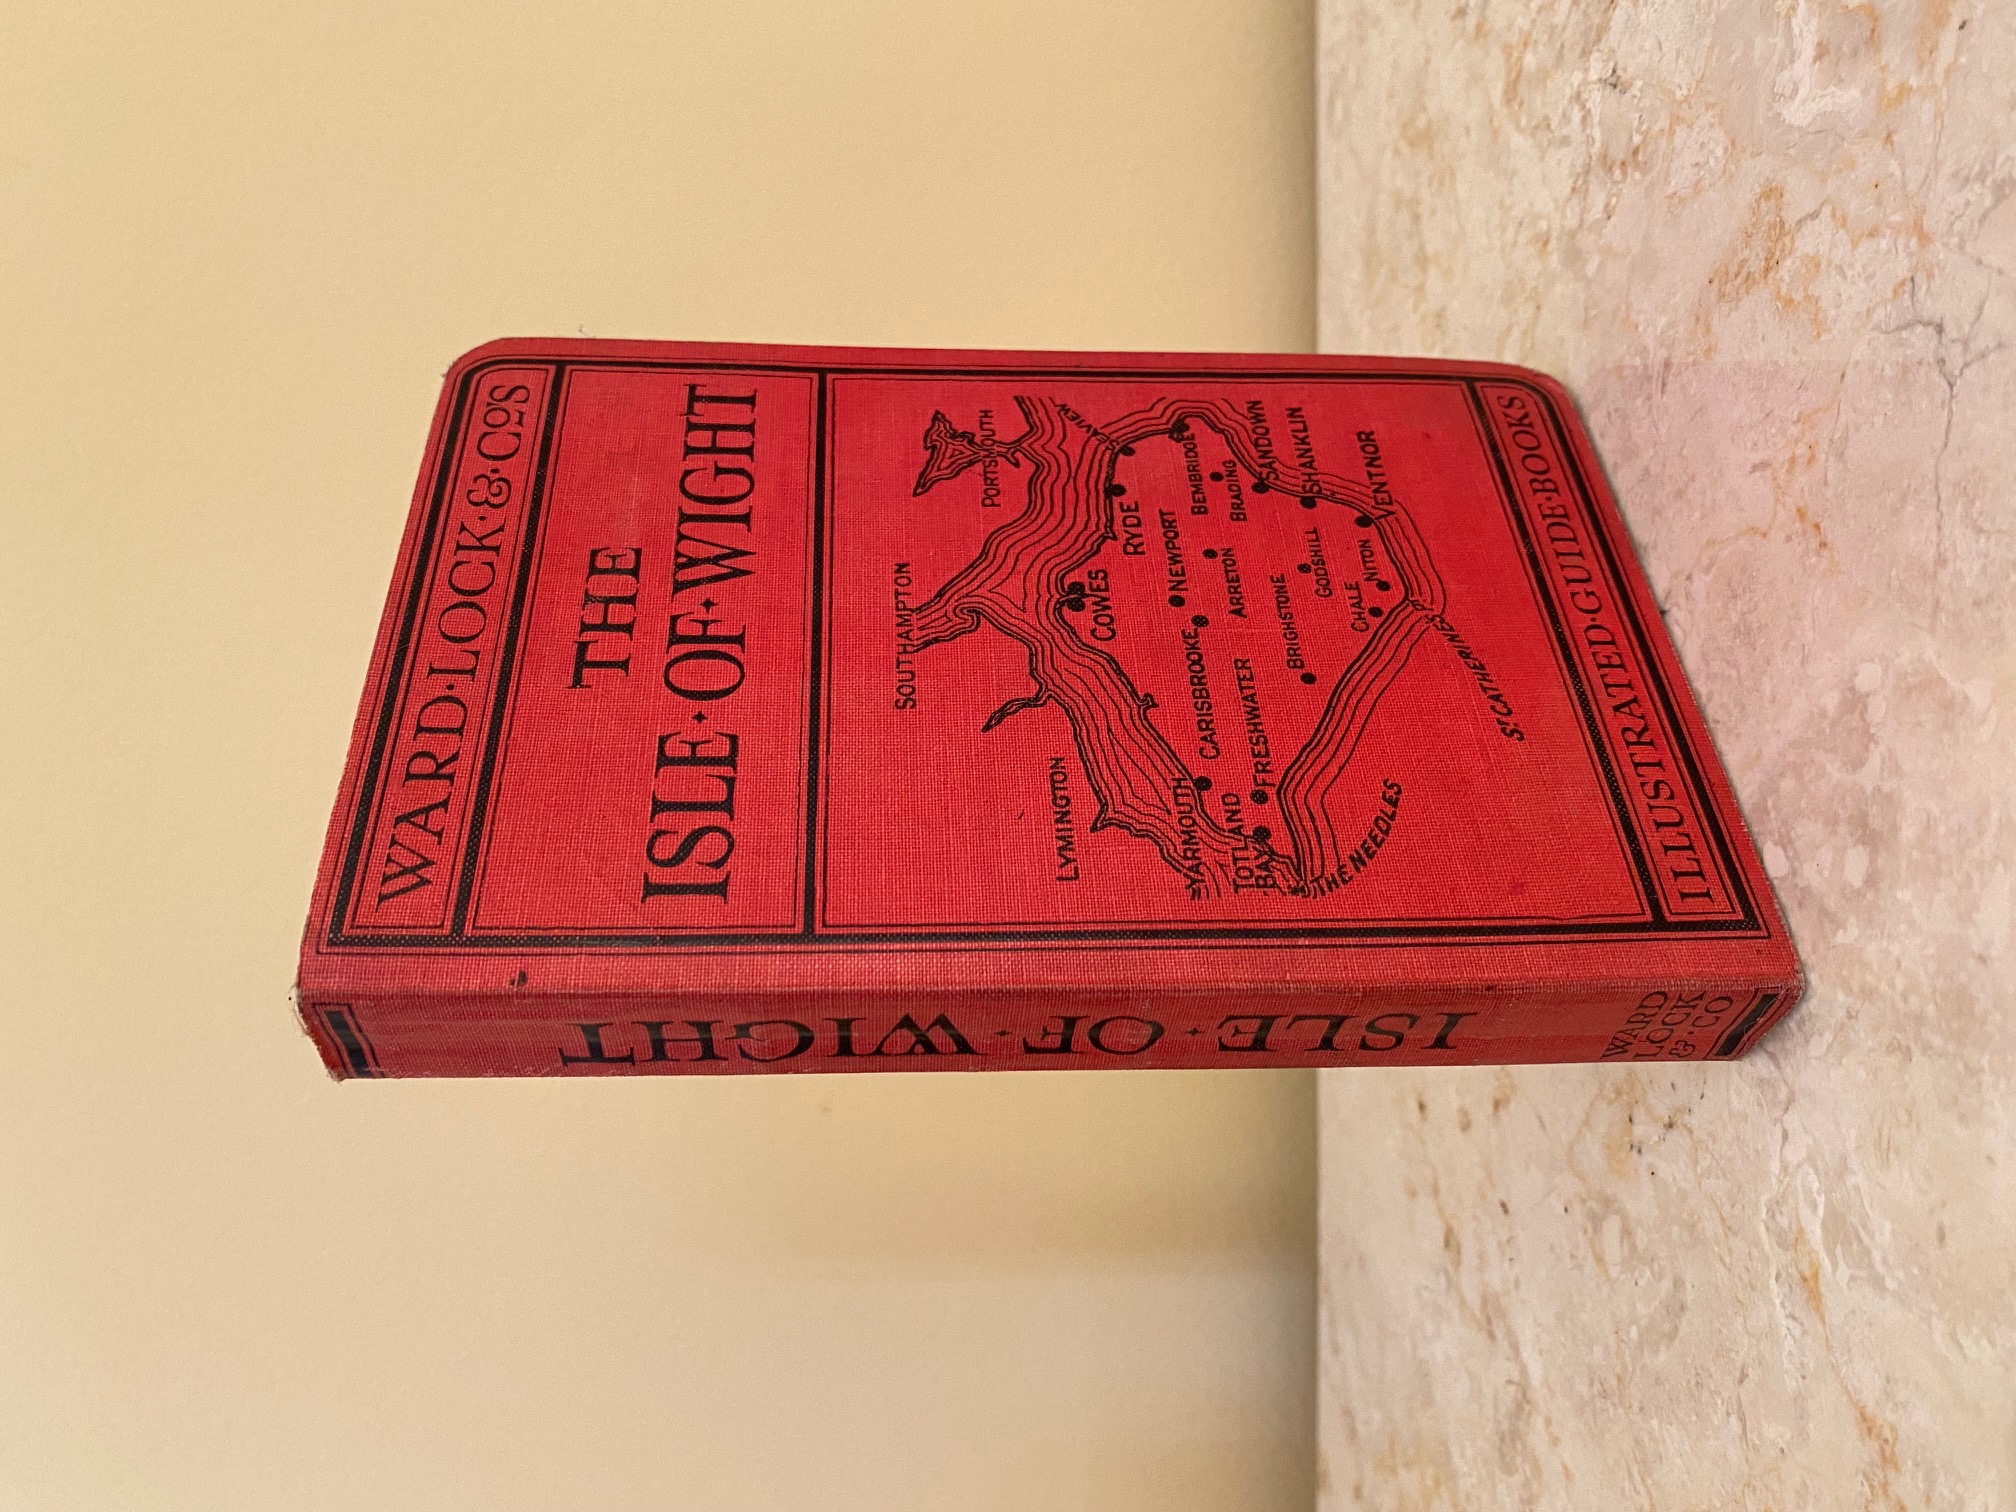 WARD·LOCK·&·Cọ'S
THE
ISLE·OF·WIGHT
SOUTHAMPTON
PORTSMOUTH
LYMINGTON
COWES
RYDE
SEAVIEW
NEWPORT
BEMBRIDGE
YARMOUTH
CARISBROOKE
BRADING
TOTLAND
BAY
FRESHWATER
ARRETON
SANDOWN
BRIGHSTONE
GODSHILL
SHANKLIN
THE NEEDLES
CHALE
NITON
VENTNOR
ST CATHERINES
ILLUSTRATED·GUIDE·BOOKS
ISLE·OF·WIGHT
WARD
LOCK
&·CO